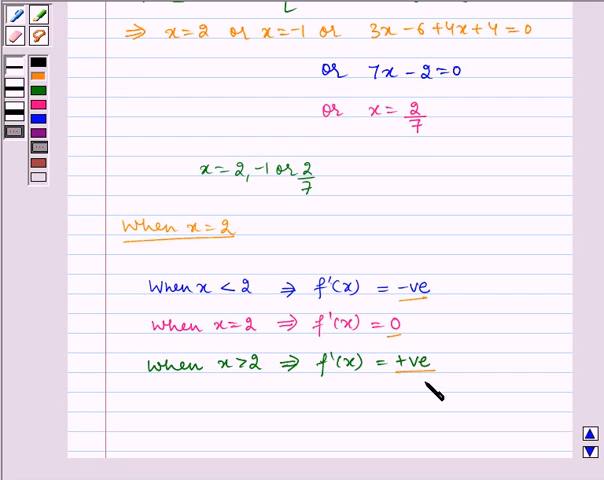 ⇒ x=2 or x=-1 or 3x-6+4x+4=0
or 7x-2=0
or x=2/7
x=2,-1 or 2/7
When x=2
When x<2 ⇒ f'(x) = -ve
when x=2 ⇒ f'(x) = 0
when x>2 ⇒ f'(x) = +ve